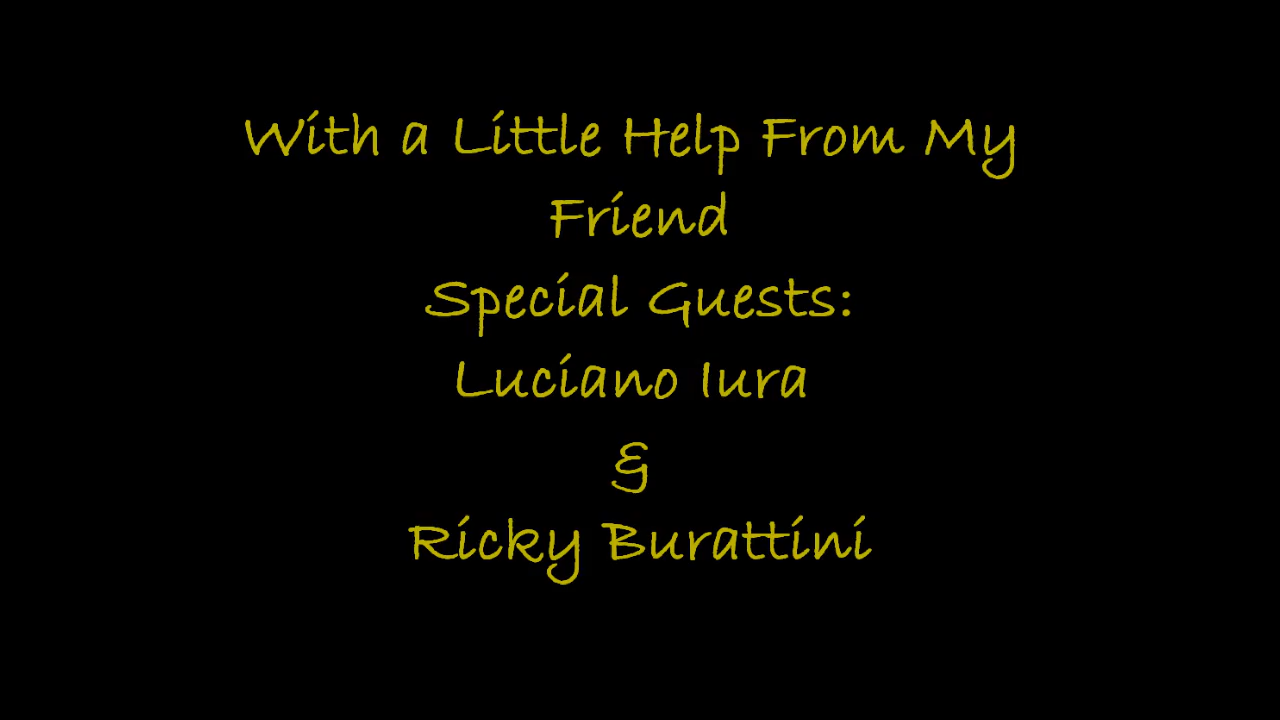 With a Little Help From My
Friend
Special Guests:
Luciano Iura
&
Ricky Burattini